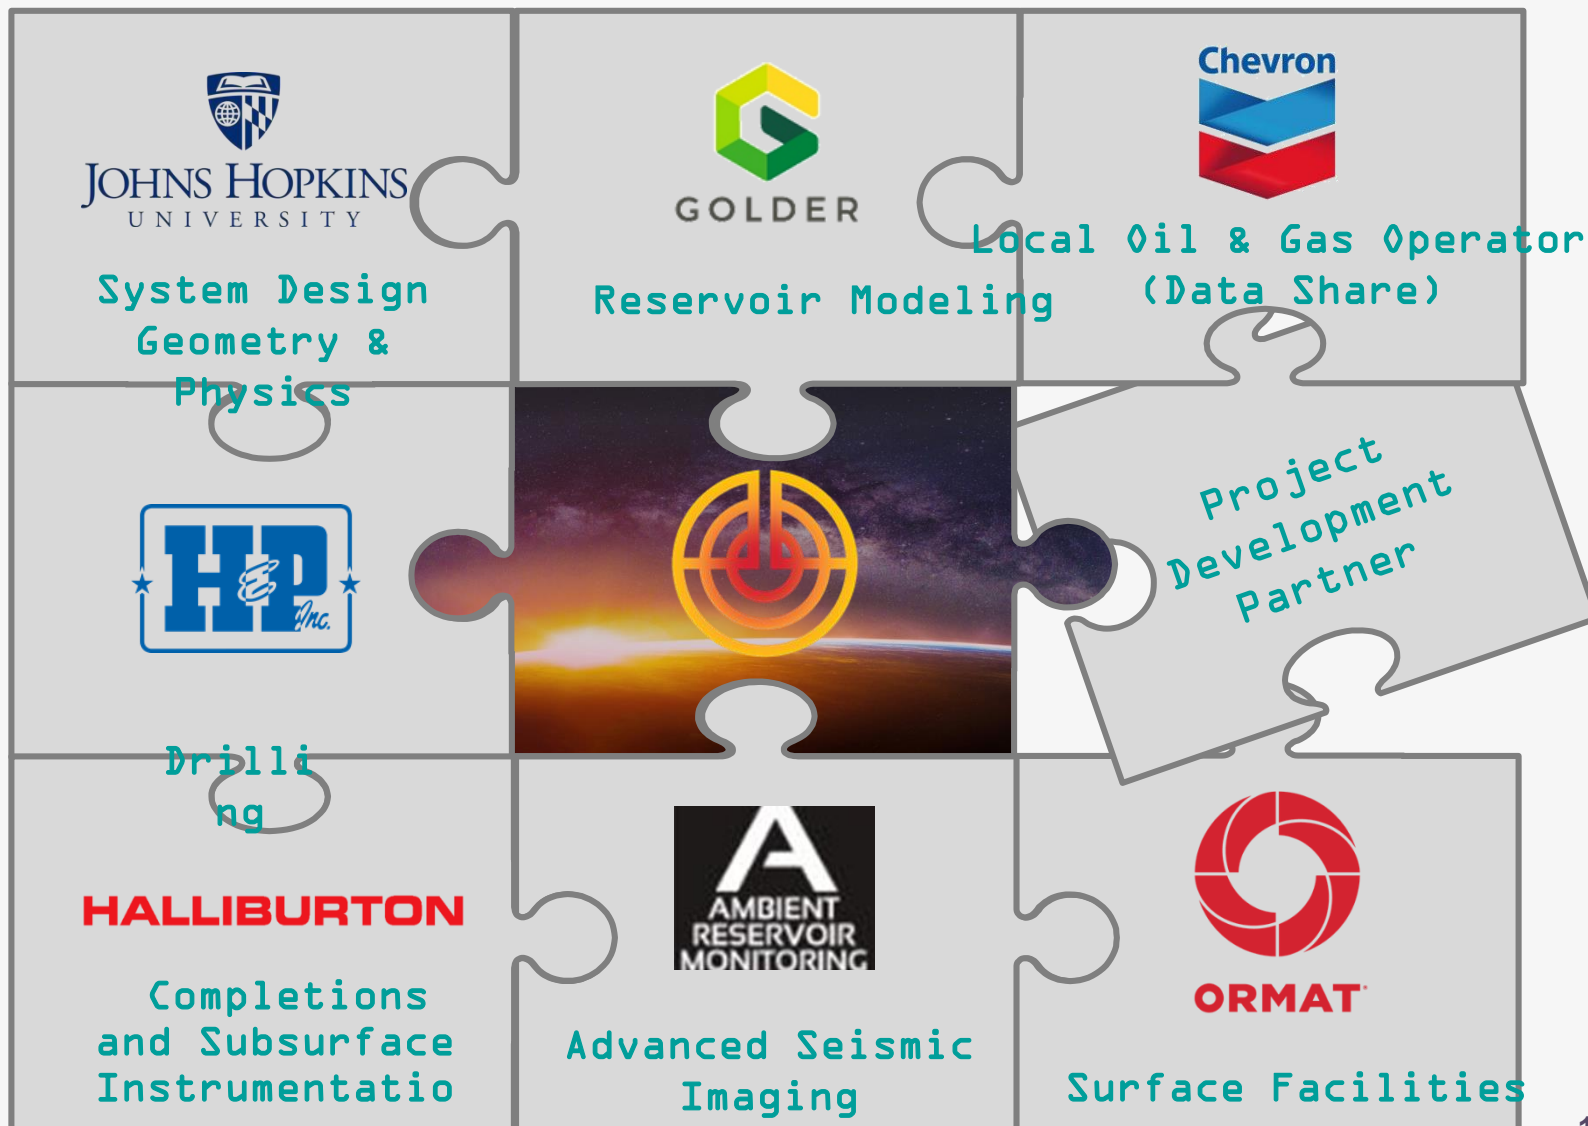 JOHNS HOPKINS
UNIVERSITY
System Design
Geometry &
Physics
GOLDER
Reservoir Modeling
Chevron
Local Oil & Gas Operator
(Data Share)
H&P
Inc.
Drilli
ng
Project
Development
Partner
HALLIBURTON
Completions
and Subsurface
Instrumentatio
A
AMBIENT
RESERVOIR
MONITORING
Advanced Seismic
Imaging
ORMAT
Surface Facilities